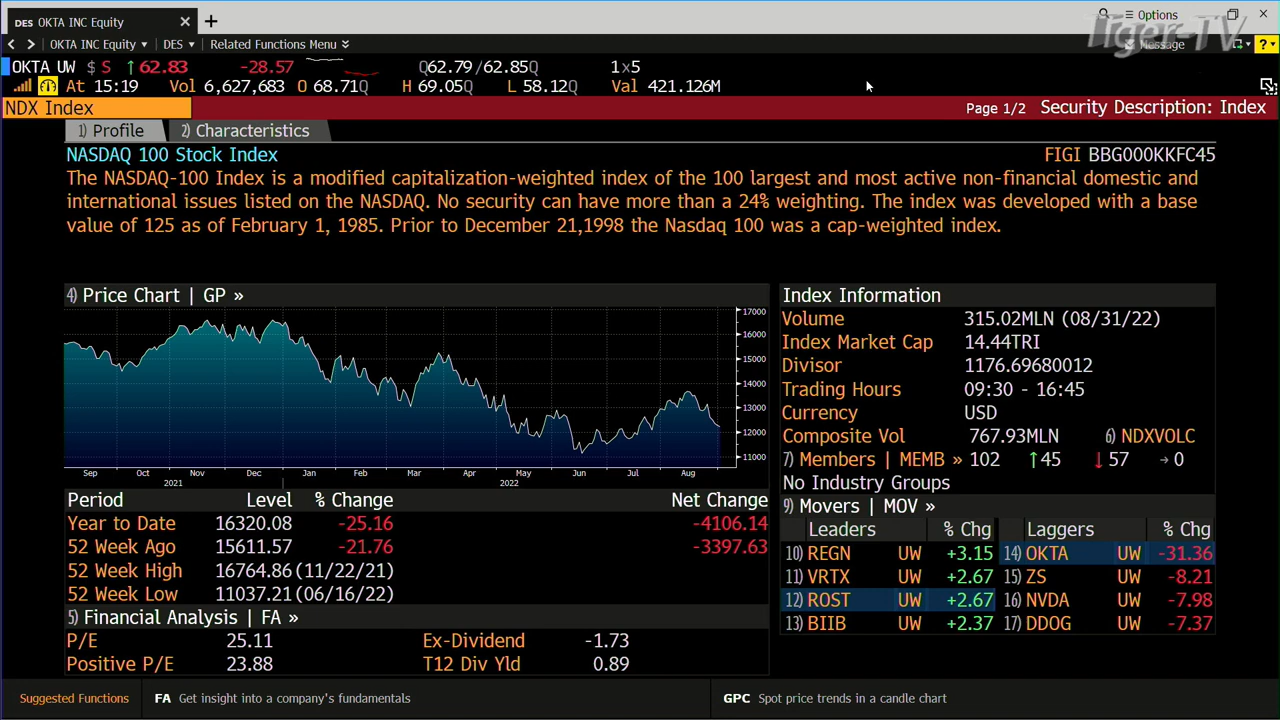 DES OKTA INC Equity × +
Options
OKTA INC Equity DES Related Functions Menu
Message
Tiger-TV
OKTA UW $ S ↑ 62.83 -28.57 Q62.79/62.85Q 1x5
At 15:19 Vol 6,627,683 O 68.71Q H 69.05Q L 58.12Q Val 421.126M
NDX Index Page 1/2 Security Description: Index
1) Profile 2) Characteristics
NASDAQ 100 Stock Index FIGI BBG000KKFC45
The NASDAQ-100 Index is a modified capitalization-weighted index of the 100 largest and most active non-financial domestic and
international issues listed on the NASDAQ. No security can have more than a 24% weighting. The index was developed with a base
value of 125 as of February 1, 1985. Prior to December 21,1998 the Nasdaq 100 was a cap-weighted index.
4) Price Chart | GP »
17000
16000
15000
14000
13000
12000
11000
Sep Oct Nov Dec Jan Feb Mar Apr May Jun Jul Aug
2021 2022
Index Information
Volume 315.02MLN (08/31/22)
Index Market Cap 14.44TRI
Divisor 1176.69680012
Trading Hours 09:30 - 16:45
Currency USD
Composite Vol 767.93MLN 6) NDXVOLC
7) Members | MEMB » 102 ↑45 ↓57 →0
No Industry Groups
Period Level % Change Net Change
Year to Date 16320.08 -25.16 -4106.14
52 Week Ago 15611.57 -21.76 -3397.63
52 Week High 16764.86 (11/22/21)
52 Week Low 11037.21 (06/16/22)
9) Movers | MOV »
Leaders % Chg Laggers % Chg
10) REGN UW +3.15 14) OKTA UW -31.36
11) VRTX UW +2.67 15) ZS UW -8.21
12) ROST UW +2.67 16) NVDA UW -7.98
13) BIIB UW +2.37 17) DDOG UW -7.37
5) Financial Analysis | FA »
P/E 25.11 Ex-Dividend -1.73
Positive P/E 23.88 T12 Div Yld 0.89
Suggested Functions FA Get insight into a company's fundamentals GPC Spot price trends in a candle chart